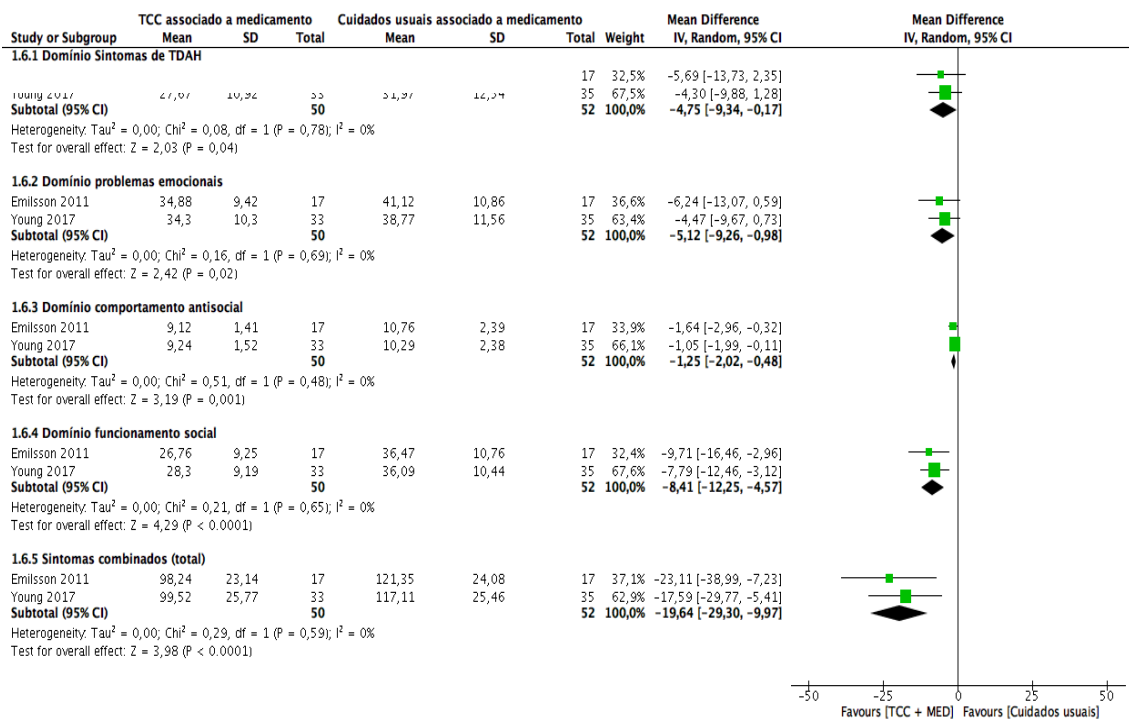 TCC associado a medicamento Cuidados usuais associado a medicamento Mean Difference Mean Difference
Study or Subgroup Mean SD Total Mean SD Total Weight IV, Random, 95% CI IV, Random, 95% CI
1.6.1 Domínio Sintomas de TDAH
17 32,5% -5,69 [-13,73, 2,35]
Young 2017 27,67 10,92 33 31,97 12,54 35 67,5% -4,30 [-9,88, 1,28]
Subtotal (95% CI) 50 52 100,0% -4,75 [-9,34, -0,17]
Heterogeneity: Tau² = 0,00; Chi² = 0,08, df = 1 (P = 0,78); I² = 0%
Test for overall effect: Z = 2,03 (P = 0,04)
1.6.2 Domínio problemas emocionais
Emilsson 2011 34,88 9,42 17 41,12 10,86 17 36,6% -6,24 [-13,07, 0,59]
Young 2017 34,3 10,3 33 38,77 11,56 35 63,4% -4,47 [-9,67, 0,73]
Subtotal (95% CI) 50 52 100,0% -5,12 [-9,26, -0,98]
Heterogeneity: Tau² = 0,00; Chi² = 0,16, df = 1 (P = 0,69); I² = 0%
Test for overall effect: Z = 2,42 (P = 0,02)
1.6.3 Domínio comportamento antisocial
Emilsson 2011 9,12 1,41 17 10,76 2,39 17 33,9% -1,64 [-2,96, -0,32]
Young 2017 9,24 1,52 33 10,29 2,38 35 66,1% -1,05 [-1,99, -0,11]
Subtotal (95% CI) 50 52 100,0% -1,25 [-2,02, -0,48]
Heterogeneity: Tau² = 0,00; Chi² = 0,51, df = 1 (P = 0,48); I² = 0%
Test for overall effect: Z = 3,19 (P = 0,001)
1.6.4 Domínio funcionamento social
Emilsson 2011 26,76 9,25 17 36,47 10,76 17 32,4% -9,71 [-16,46, -2,96]
Young 2017 28,3 9,19 33 36,09 10,44 35 67,6% -7,79 [-12,46, -3,12]
Subtotal (95% CI) 50 52 100,0% -8,41 [-12,25, -4,57]
Heterogeneity: Tau² = 0,00; Chi² = 0,21, df = 1 (P = 0,65); I² = 0%
Test for overall effect: Z = 4,29 (P < 0.0001)
1.6.5 Sintomas combinados (total)
Emilsson 2011 98,24 23,14 17 121,35 24,08 17 37,1% -23,11 [-38,99, -7,23]
Young 2017 99,52 25,77 33 117,11 25,46 35 62,9% -17,59 [-29,77, -5,41]
Subtotal (95% CI) 50 52 100,0% -19,64 [-29,30, -9,97]
Heterogeneity: Tau² = 0,00; Chi² = 0,29, df = 1 (P = 0,59); I² = 0%
Test for overall effect: Z = 3,98 (P < 0.0001)
-50 -25 0 25 50
Favours [TCC + MED] Favours [Cuidados usuais]